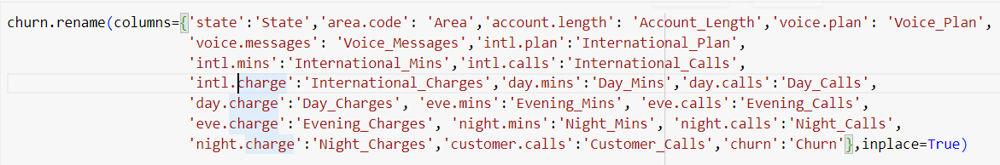 churn.rename(columns={'state':'State','area.code': 'Area','account.length': 'Account_Length','voice.plan': 'Voice_Plan',
'voice.messages': 'Voice_Messages','intl.plan':'International_Plan',
'intl.mins':'International_Mins','intl.calls':'International_Calls',
'intl.charge':'International_Charges','day.mins':'Day_Mins','day.calls':'Day_Calls',
'day.charge':'Day_Charges', 'eve.mins':'Evening_Mins', 'eve.calls':'Evening_Calls',
'eve.charge':'Evening_Charges', 'night.mins':'Night_Mins', 'night.calls':'Night_Calls',
'night.charge':'Night_Charges','customer.calls':'Customer_Calls','churn':'Churn'},inplace=True)